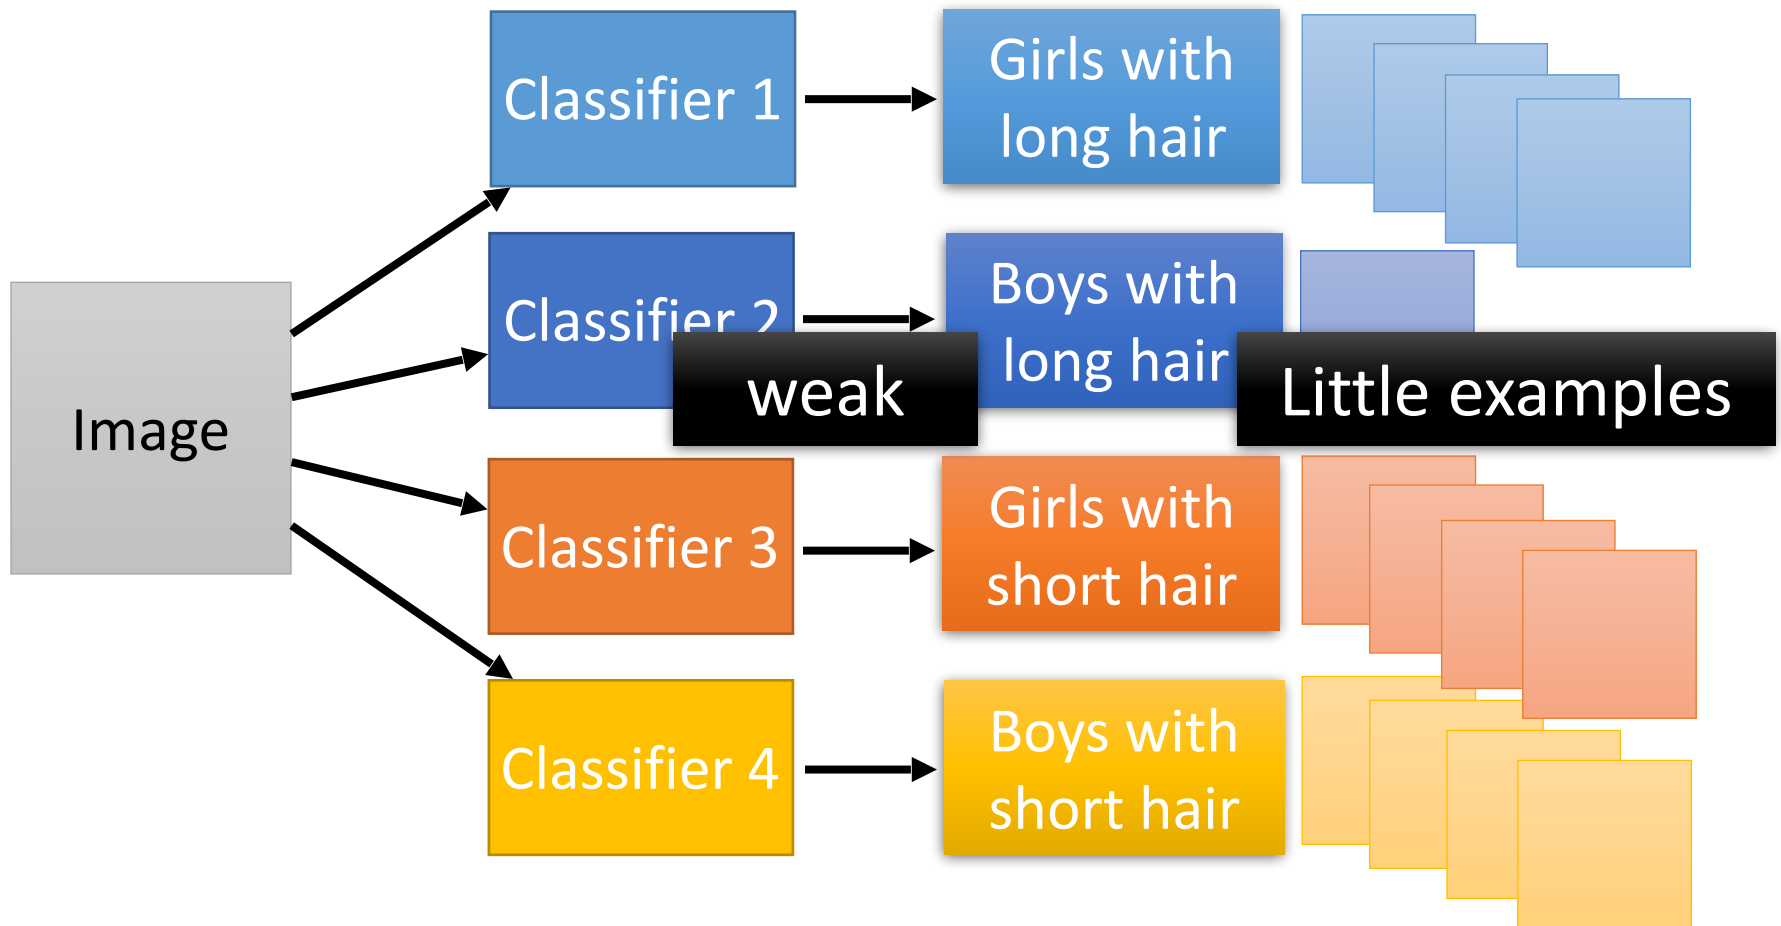 Image
Classifier 1
Girls with
long hair
Classifier 2
Boys with
long hair
weak
Little examples
Classifier 3
Girls with
short hair
Classifier 4
Boys with
short hair